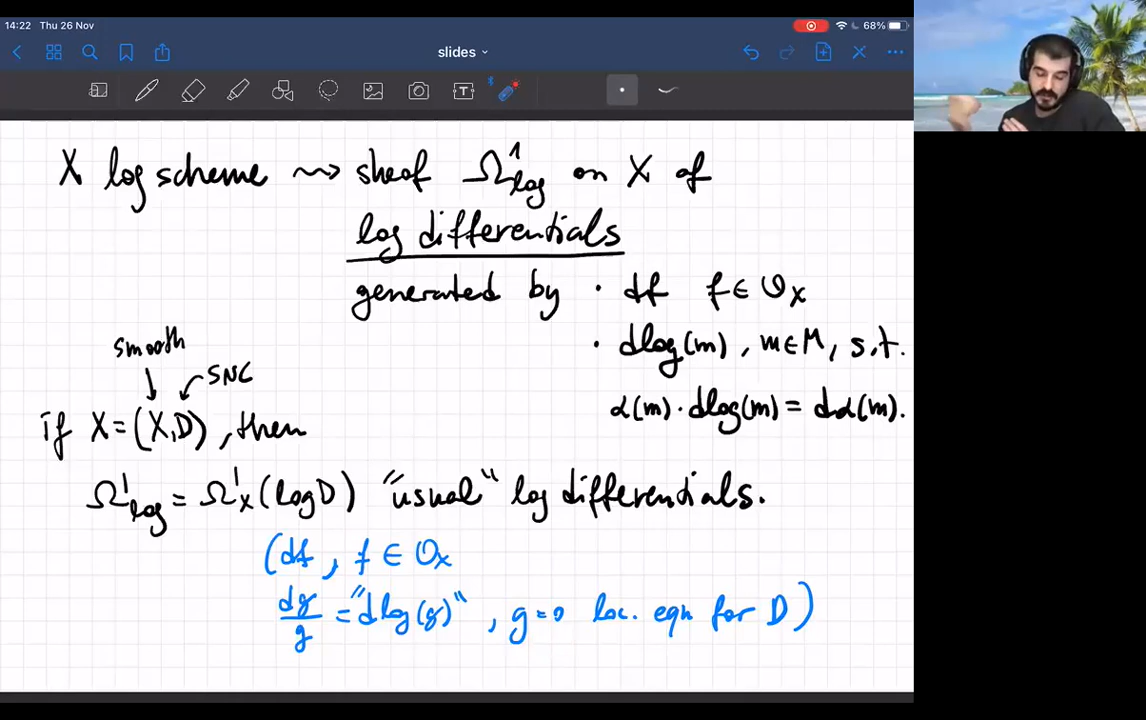 14:22 Thu 26 Nov
68%
slides
X log scheme ⇝ sheaf Ω¹log on X of
log differentials
generated by · df f ∈ 𝒪X
· dlog(m), m∈M, s.t.
α(m)·dlog(m) = dα(m).
smooth
SNC
if X = (X,D), then
Ω¹log = Ω¹X(log D) "usual" log differentials.
(df, f ∈ 𝒪X
dg/g = "dlog(g)", g=0 loc. eqn for D)